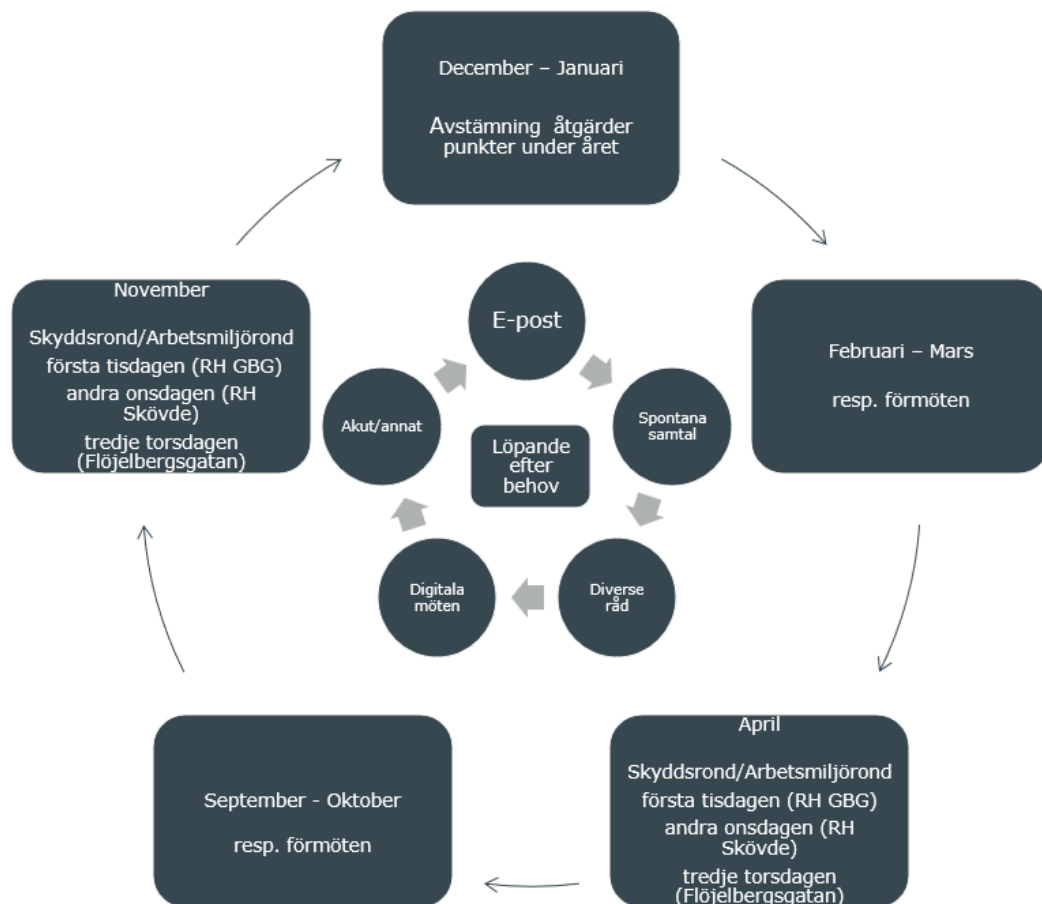 December – Januari
Avstämning åtgärder
punkter under året
Februari – Mars
resp. förmöten
April
Skyddsrond/Arbetsmiljörond
första tisdagen (RH GBG)
andra onsdagen (RH
Skövde)
tredje torsdagen
(Flöjelbergsgatan)
September - Oktober
resp. förmöten
November
Skyddsrond/Arbetsmiljörond
första tisdagen (RH GBG)
andra onsdagen (RH
Skövde)
tredje torsdagen
(Flöjelbergsgatan)
E-post
Spontana
samtal
Diverse
råd
Digitala
möten
Akut/annat
Löpande
efter
behov